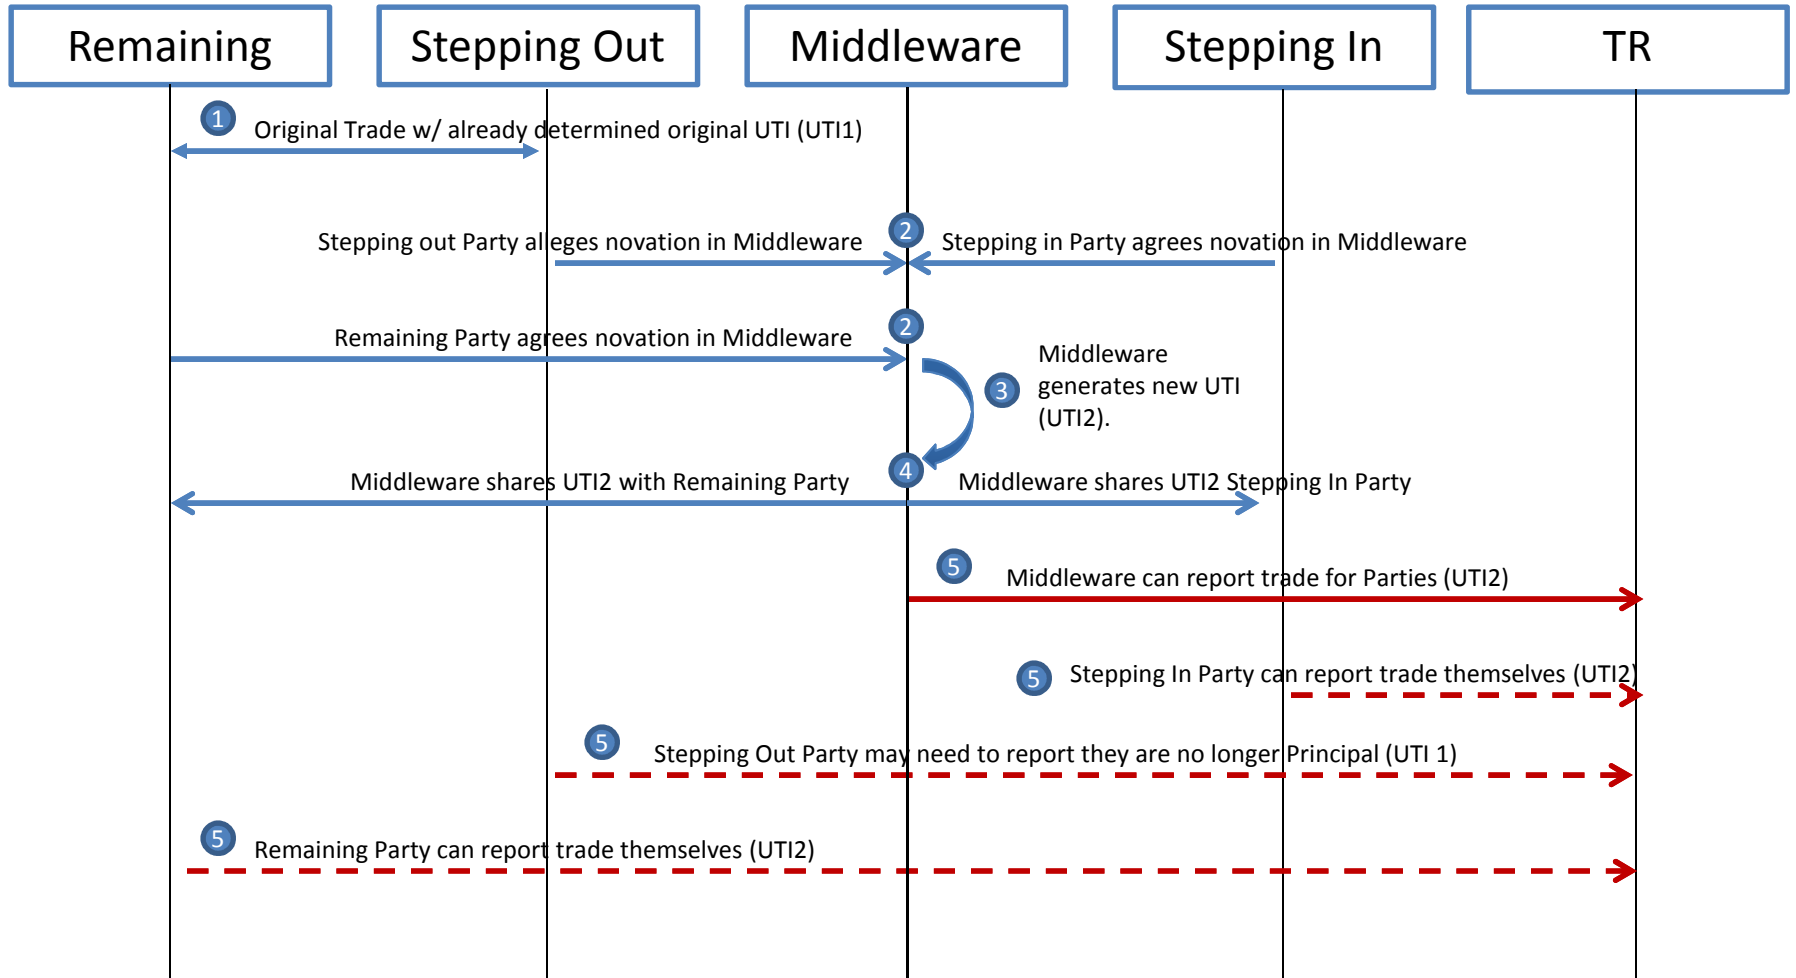 Remaining
Stepping Out
Middleware
Stepping In
TR
1
Original Trade w/ already determined original UTI (UTI1)
Stepping out Party alleges novation in Middleware
2
Stepping in Party agrees novation in Middleware
Remaining Party agrees novation in Middleware
2
3
Middleware
generates new UTI
(UTI2).
4
Middleware shares UTI2 with Remaining Party
Middleware shares UTI2 Stepping In Party
5
Middleware can report trade for Parties (UTI2)
5
Stepping In Party can report trade themselves (UTI2)
5
Stepping Out Party may need to report they are no longer Principal (UTI 1)
5
Remaining Party can report trade themselves (UTI2)